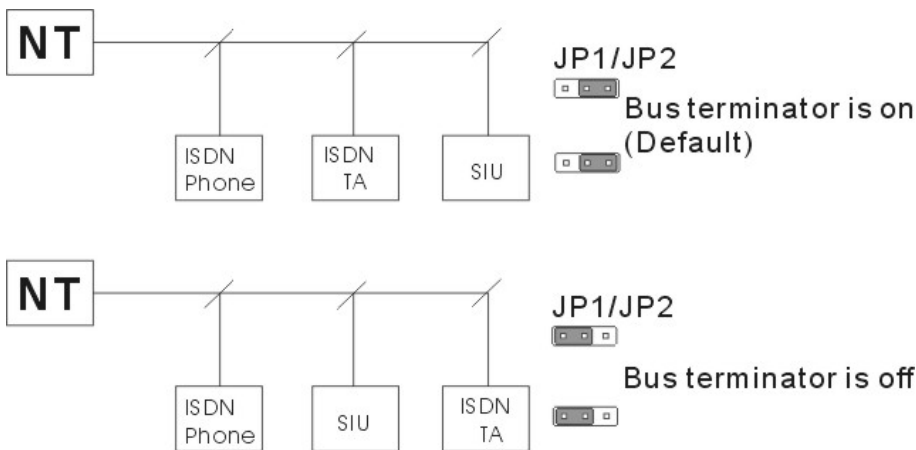 NT
JP1/JP2
Bus terminator is on
(Default)
ISDN
Phone
ISDN
TA
SIU
NT
JP1/JP2
Bus terminator is off
ISDN
Phone
SIU
ISDN
TA